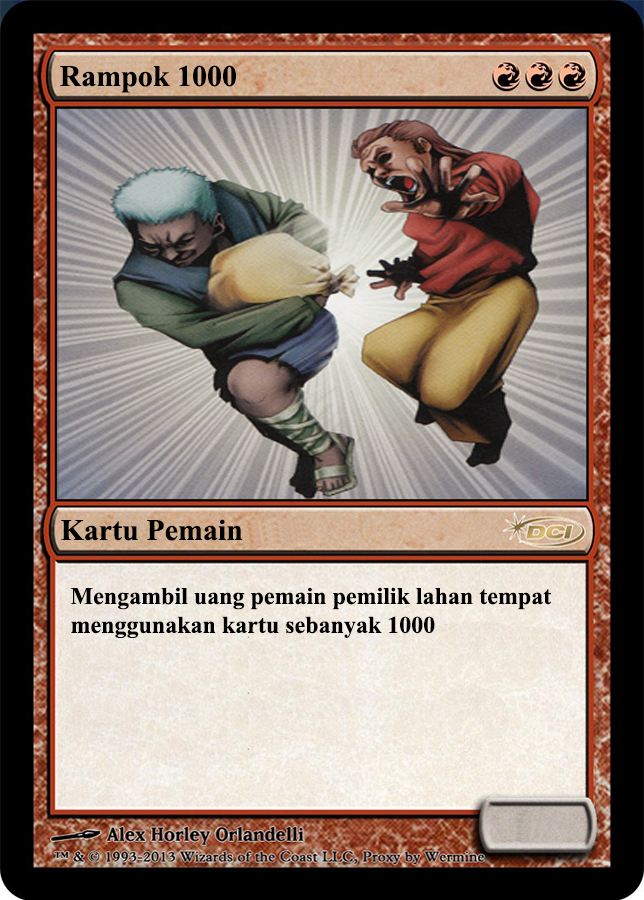 Rampok 1000
Kartu Pemain
DCI
Mengambil uang pemain pemilik lahan tempat
menggunakan kartu sebanyak 1000
Alex Horley Orlandelli
™ & © 1993-2013 Wizards of the Coast LLC, Proxy by Wermine